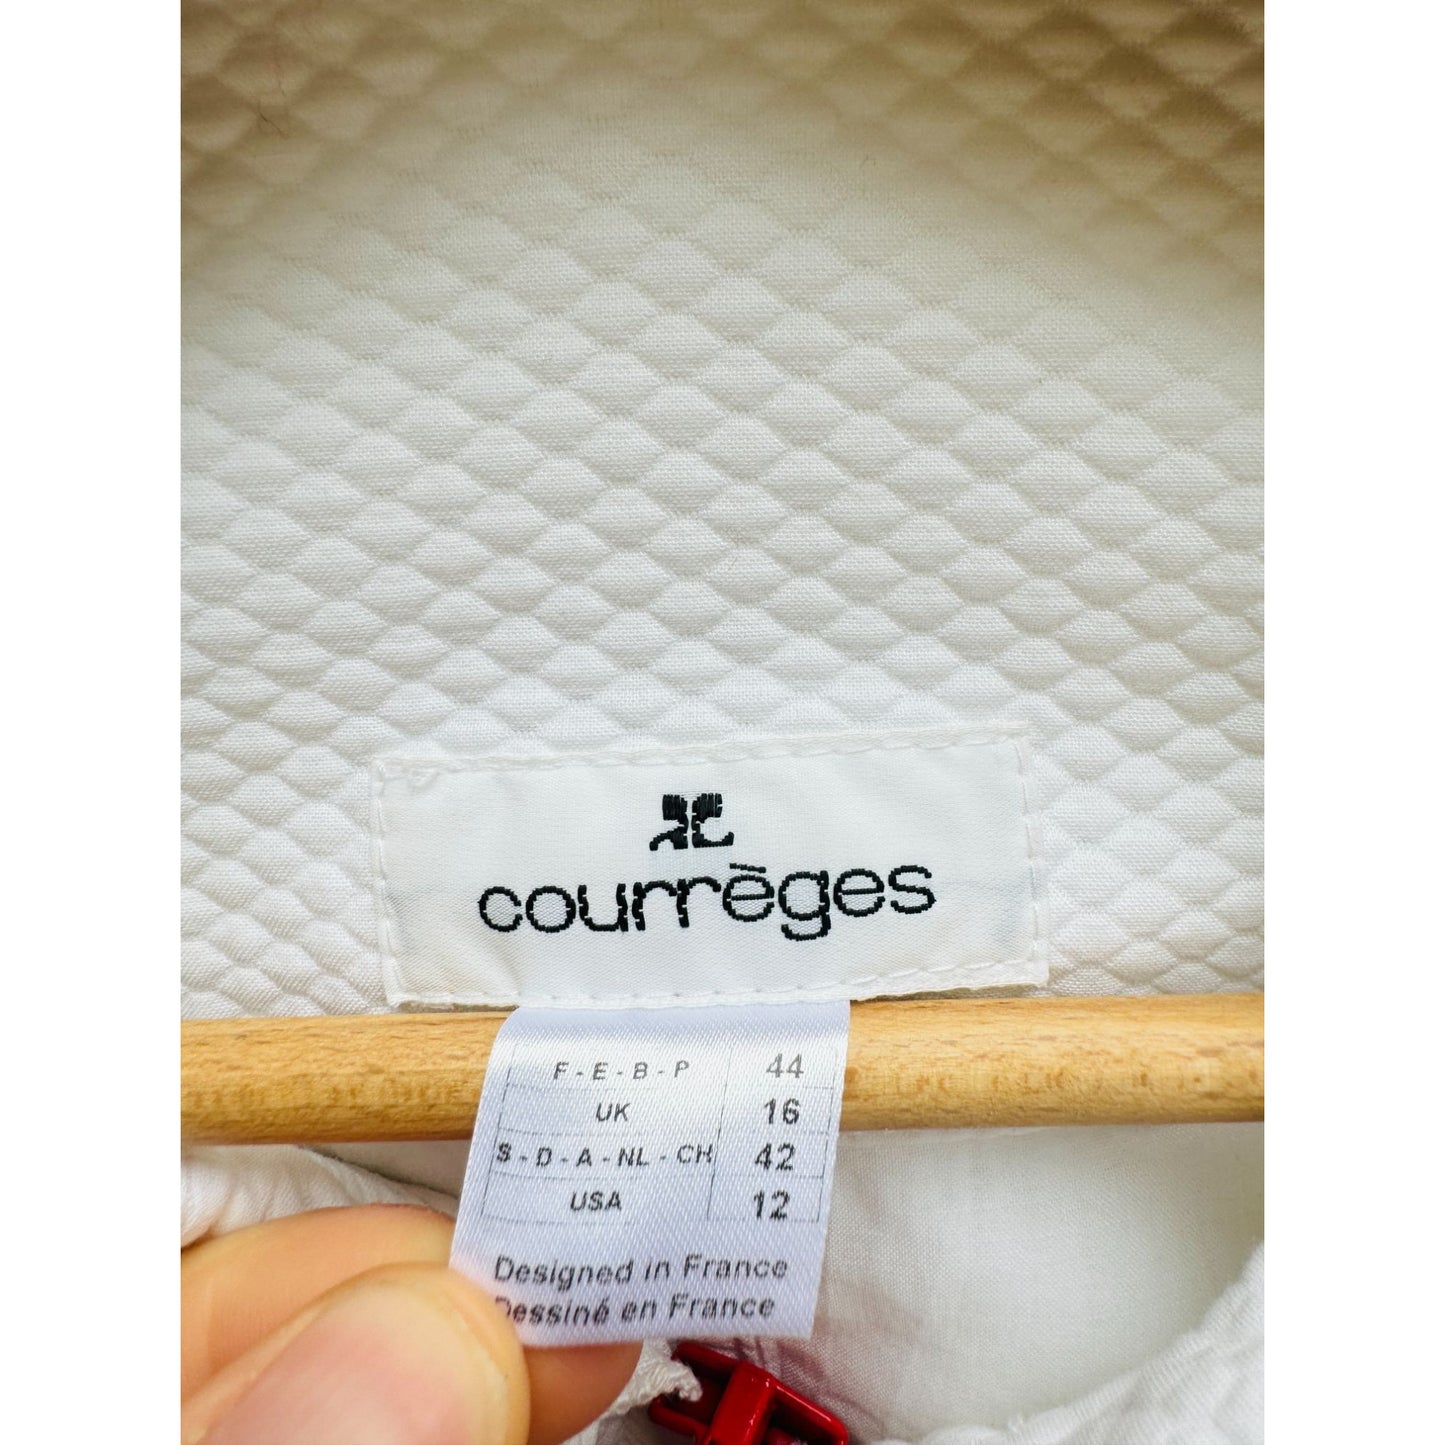 courrèges
F - E - B - P 44
UK 16
S - D - A - NL - CH 42
USA 12
Designed in France
Dessiné en France